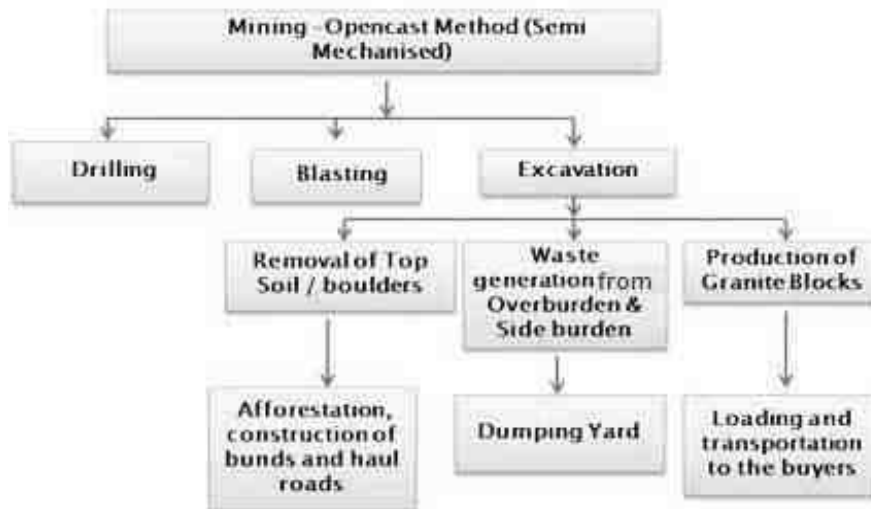 Mining -Opencast Method (Semi
Mechanised)
Drilling
Blasting
Excavation
Removal of Top
Soil / boulders
Waste
generation from
Overburden &
Side burden
Production of
Granite Blocks
Afforestation,
construction of
bunds and haul
roads
Dumping Yard
Loading and
transportation
to the buyers